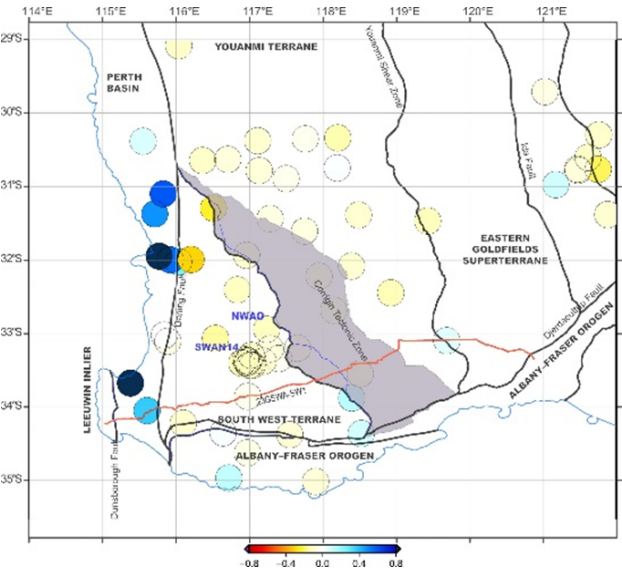 114°E 115°E 116°E 117°E 118°E 119°E 120°E 121°E
29°S
30°S
31°S
32°S
33°S
34°S
35°S
YOUANMI TERRANE
PERTH
BASIN
Youanmi Shear Zone
Ida Fault
EASTERN
GOLDFIELDS
SUPERTERRANE
Darling Fault
Corrigin Tectonic Zone
NWAO
SWAN14
LEEUWIN INLIER
Dunsborough Fault
SOUTH WEST TERRANE
ALBANY–FRASER OROGEN
ALBANY–FRASER OROGEN
−0.8 −0.4 0.0 0.4 0.8